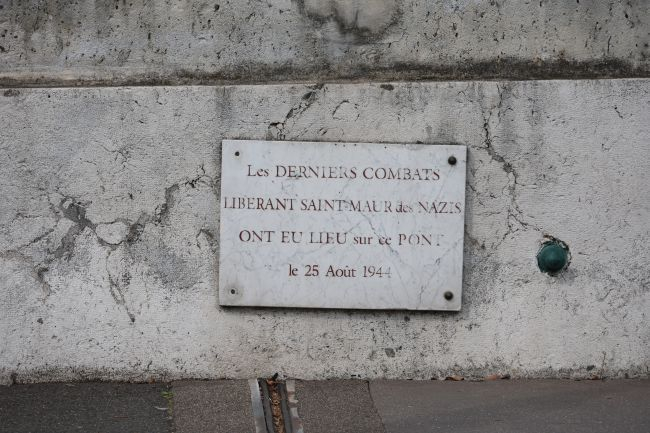 Les DERNIERS COMBATS
LIBERANT SAINT MAUR des NAZIS
ONT EU LIEU sur ce PONT
le 25 Août 1944